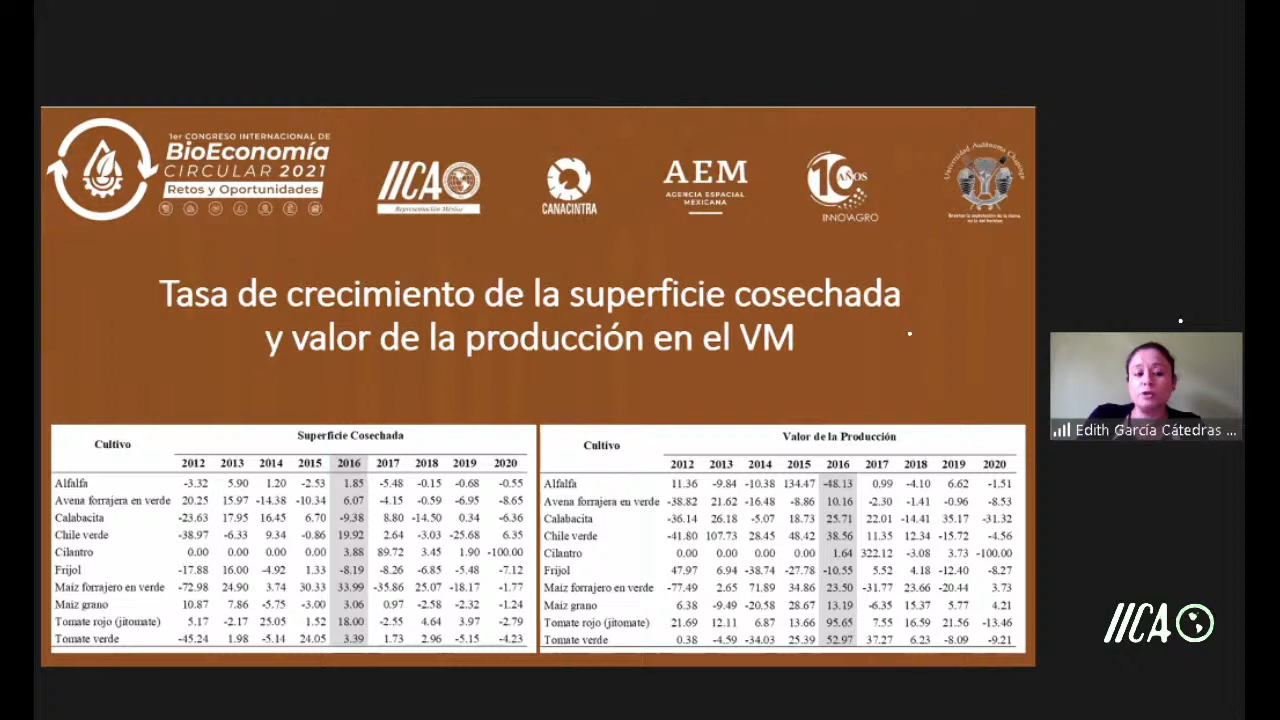 1er CONGRESO INTERNACIONAL DE
BioEconomía
CIRCULAR 2021
Retos y Oportunidades
IICA
Representación México
CANACINTRA
AEM
AGENCIA ESPACIAL
MEXICANA
10 AÑOS
INNOVAGRO
Universidad Autónoma Chapingo
Tasa de crecimiento de la superficie cosechada
y valor de la producción en el VM
Cultivo Superficie Cosechada
2012 2013 2014 2015 2016 2017 2018 2019 2020
Alfalfa -3.32 5.90 1.20 -2.53 1.85 -5.48 -0.15 -0.68 -0.55
Avena forrajera en verde 20.25 15.97 -14.38 -10.34 6.07 -4.15 -0.59 -6.95 -8.65
Calabacita -23.63 17.95 16.45 6.70 -9.38 8.80 -14.50 0.34 -6.36
Chile verde -38.97 -6.33 9.34 -0.86 19.92 2.64 -3.03 -25.68 6.35
Cilantro 0.00 0.00 0.00 0.00 3.88 89.72 3.45 1.90 -100.00
Frijol -17.88 16.00 -4.92 1.33 -8.19 -8.26 -6.85 -5.48 -7.12
Maíz forrajero en verde -72.98 24.90 3.74 30.33 33.99 -35.86 25.07 -18.17 -1.77
Maíz grano 10.87 7.86 -5.75 -3.00 3.06 0.97 -2.58 -2.32 -1.24
Tomate rojo (jitomate) 5.17 -2.17 25.05 1.52 18.00 -2.55 4.64 3.97 -2.79
Tomate verde -45.24 1.98 -5.14 24.05 3.39 1.73 2.96 -5.15 -4.23
Cultivo Valor de la Producción
2012 2013 2014 2015 2016 2017 2018 2019 2020
Alfalfa 11.36 -9.84 -10.38 134.47 -48.13 0.99 -4.10 6.62 -1.51
Avena forrajera en verde -38.82 21.62 -16.48 -8.86 10.16 -2.30 -1.41 -0.96 -8.53
Calabacita -36.14 26.18 -5.07 18.73 25.71 22.01 -14.41 35.17 -31.32
Chile verde -41.80 107.73 28.45 48.42 38.56 11.35 12.34 -15.72 -4.56
Cilantro 0.00 0.00 0.00 0.00 1.64 322.12 -3.08 3.73 -100.00
Frijol 47.97 6.94 -38.74 -27.78 -10.55 5.52 4.18 -12.40 -8.27
Maíz forrajero en verde -77.49 2.65 71.89 34.86 23.50 -31.77 23.66 -20.44 3.73
Maíz grano 6.38 -9.49 -20.58 28.67 13.19 -6.35 15.37 5.77 4.21
Tomate rojo (jitomate) 21.69 12.11 6.87 13.66 95.65 7.55 16.59 21.56 -13.46
Tomate verde 0.38 -4.59 -34.03 25.39 52.97 37.27 6.23 -8.09 -9.21
Edith García Cátedras ...
IICA